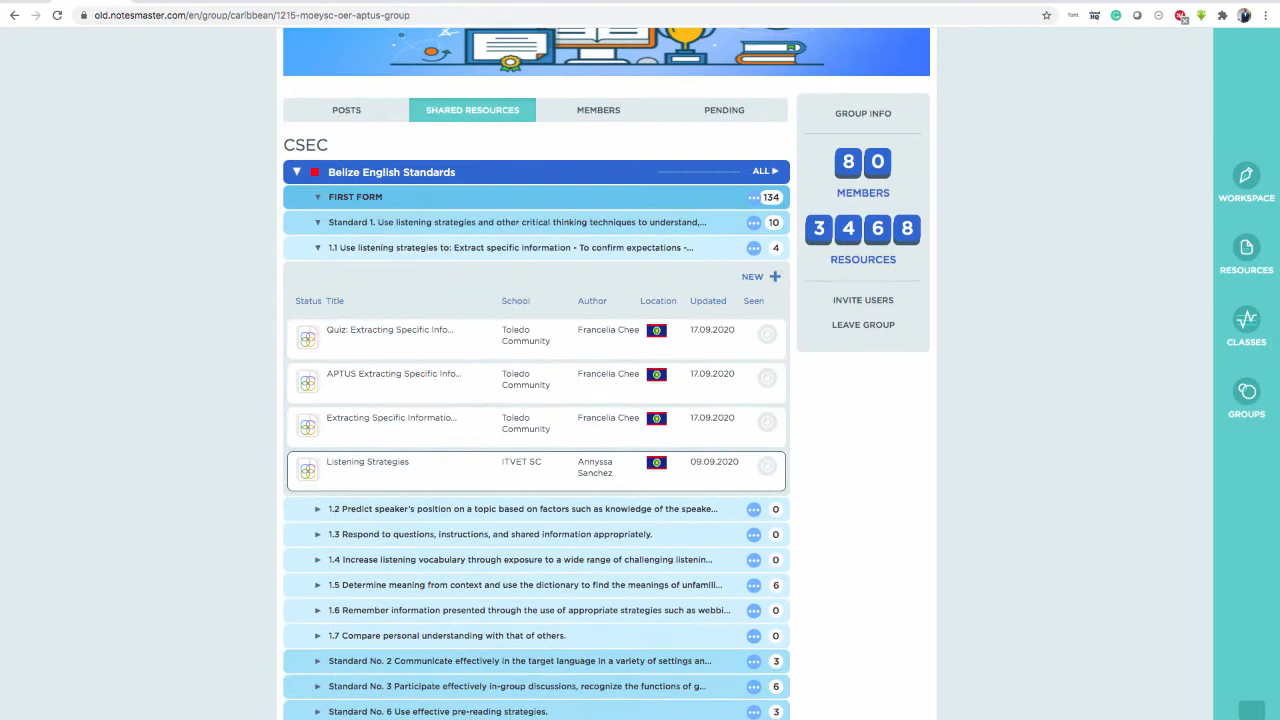 old.notesmaster.com/en/group/caribbean/1215-moeysc-oer-aptus-group
POSTS
SHARED RESOURCES
MEMBERS
PENDING
CSEC
Belize English Standards
ALL
FIRST FORM
134
Standard 1. Use listening strategies and other critical thinking techniques to understand,...
10
1.1 Use listening strategies to: Extract specific information - To confirm expectations -...
4
NEW +
Status Title School Author Location Updated Seen
Quiz: Extracting Specific Info... Toledo Francelia Chee 17.09.2020
Community
APTUS Extracting Specific Info... Toledo Francelia Chee 17.09.2020
Community
Extracting Specific Informatio... Toledo Francelia Chee 17.09.2020
Community
Listening Strategies ITVET SC Annyssa 09.09.2020
Sanchez
1.2 Predict speaker's position on a topic based on factors such as knowledge of the speake...
0
1.3 Respond to questions, instructions, and shared information appropriately.
0
1.4 Increase listening vocabulary through exposure to a wide range of challenging listenin...
0
1.5 Determine meaning from context and use the dictionary to find the meanings of unfamili...
6
1.6 Remember information presented through the use of appropriate strategies such as webbi...
0
1.7 Compare personal understanding with that of others.
0
Standard No. 2 Communicate effectively in the target language in a variety of settings an...
3
Standard No. 3 Participate effectively in-group discussions, recognize the functions of g...
6
Standard No. 6 Use effective pre-reading strategies.
3
GROUP INFO
80
MEMBERS
3468
RESOURCES
INVITE USERS
LEAVE GROUP
WORKSPACE
RESOURCES
CLASSES
GROUPS